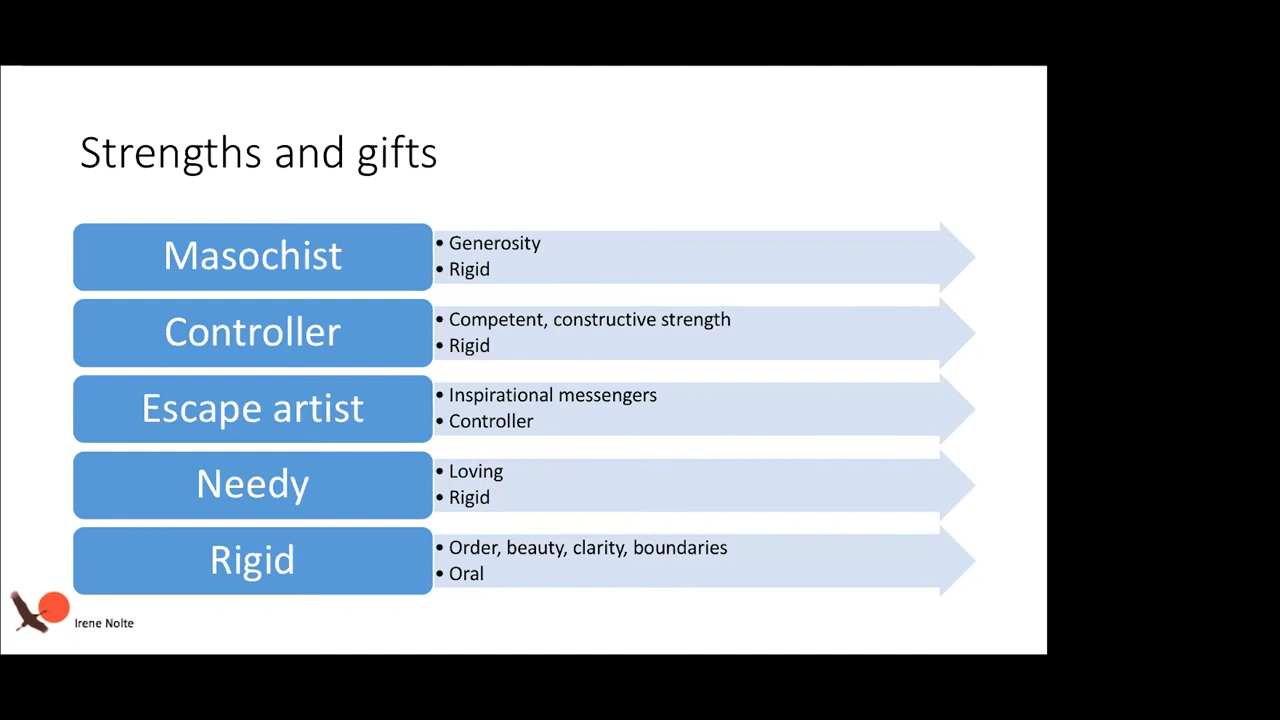 Strengths and gifts
Masochist
• Generosity
• Rigid
Controller
• Competent, constructive strength
• Rigid
Escape artist
• Inspirational messengers
• Controller
Needy
• Loving
• Rigid
Rigid
• Order, beauty, clarity, boundaries
• Oral
Irene Nolte